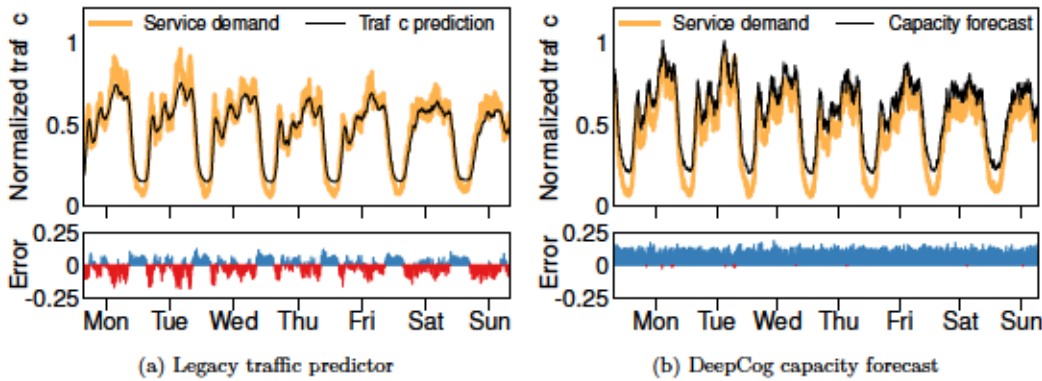 Service demand Traf c prediction
Normalized traf c
1
0.5
0
0.25
Error
0
-0.25
Mon Tue Wed Thu Fri Sat Sun
(a) Legacy traffic predictor
Service demand Capacity forecast
Normalized traf c
1
0.5
0
0.25
Error
0
-0.25
Mon Tue Wed Thu Fri Sat Sun
(b) DeepCog capacity forecast